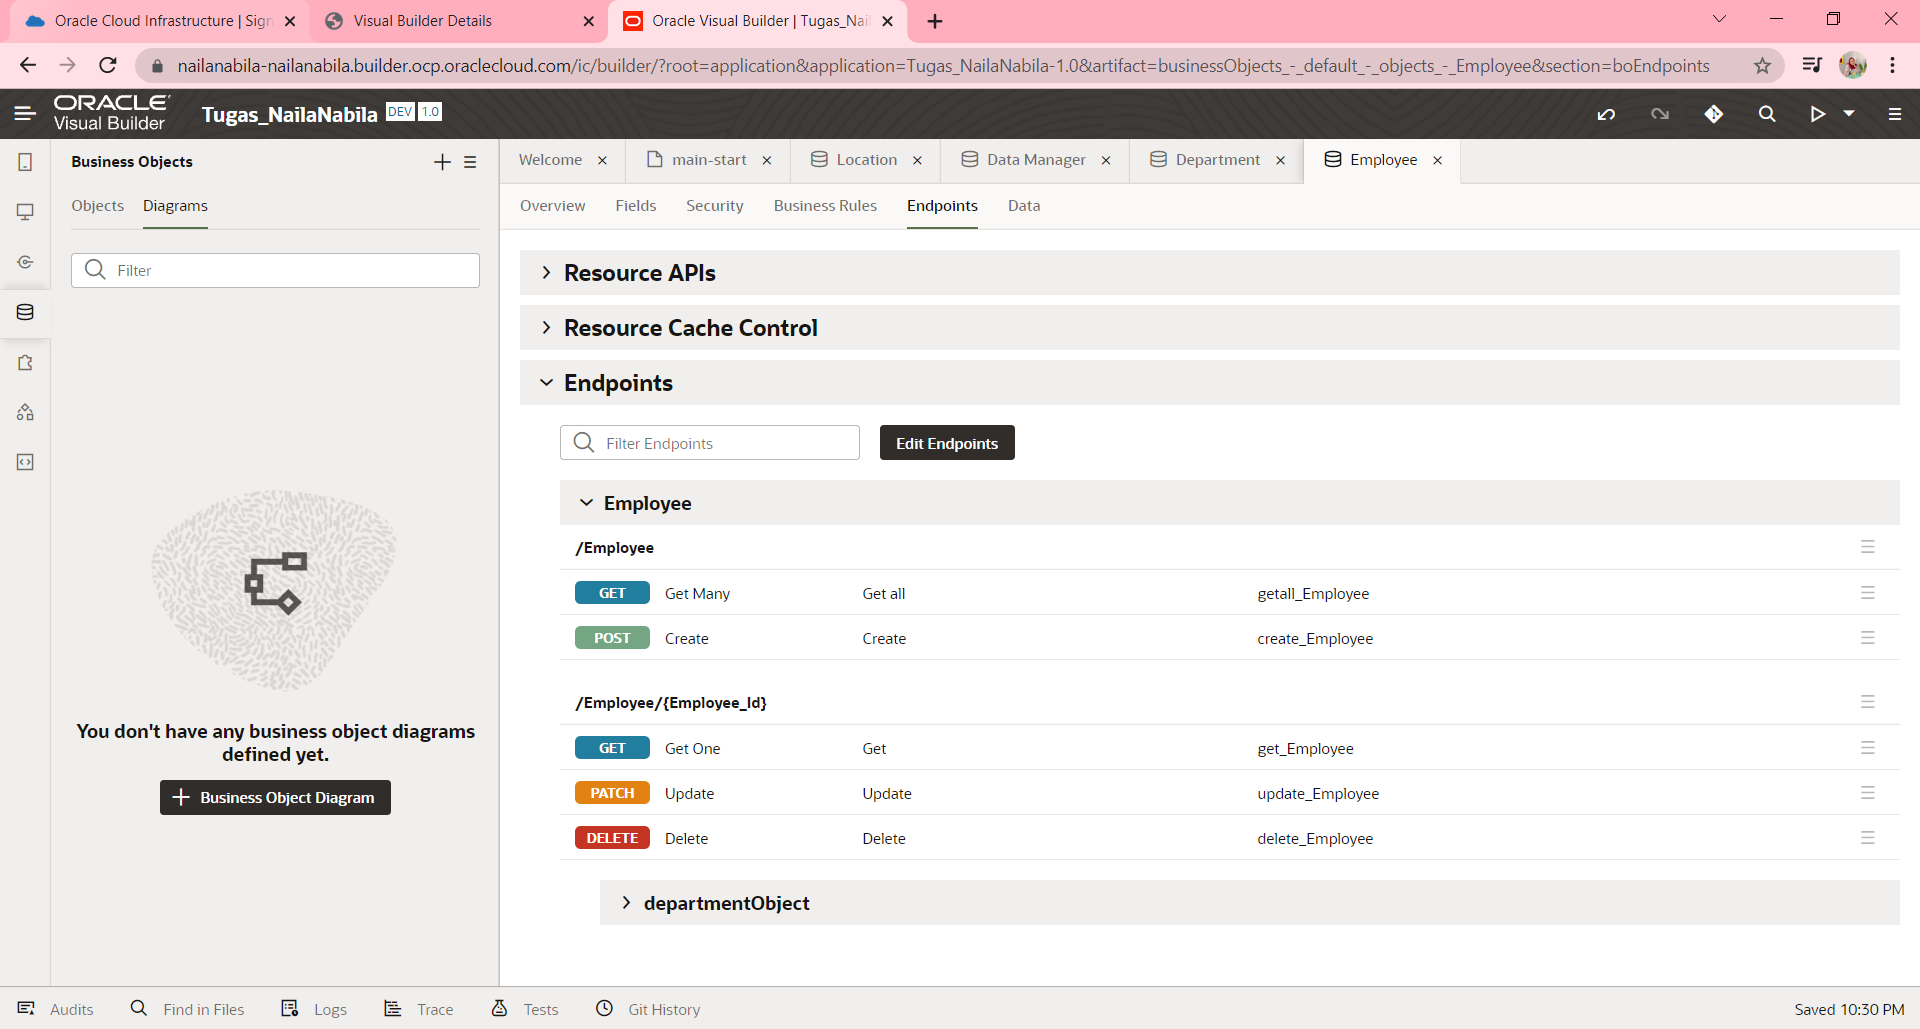 Oracle Cloud Infrastructure | Sign
Visual Builder Details
Oracle Visual Builder | Tugas_Nail
nailanabila-nailanabila.builder.ocp.oraclecloud.com/ic/builder/?root=application&application=Tugas_NailaNabila-1.0&artifact=businessObjects_-_default_-_objects_-_Employee&section=boEndpoints
ORACLE
Visual Builder
Tugas_NailaNabila DEV 1.0
Business Objects
Welcome
main-start
Location
Data Manager
Department
Employee
Objects
Diagrams
Overview
Fields
Security
Business Rules
Endpoints
Data
Filter
Resource APIs
Resource Cache Control
Endpoints
Filter Endpoints
Edit Endpoints
Employee
/Employee
GET Get Many Get all getall_Employee
POST Create Create create_Employee
/Employee/{Employee_Id}
GET Get One Get get_Employee
PATCH Update Update update_Employee
DELETE Delete Delete delete_Employee
departmentObject
You don't have any business object diagrams
defined yet.
Business Object Diagram
Audits
Find in Files
Logs
Trace
Tests
Git History
Saved 10:30 PM